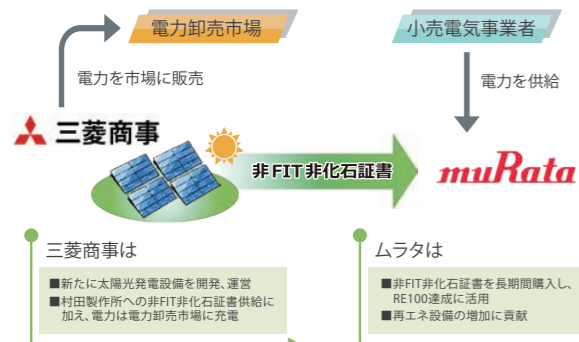 電力卸売市場
小売電気事業者
電力を市場に販売
電力を供給
三菱商事
非FIT非化石証書
muRata
三菱商事は
■新たに太陽光発電設備を開発、運営
■村田製作所への非FIT非化石証書供給に
加え、電力は電力卸売市場に充電
ムラタは
■非FIT非化石証書を長期間購入し、
RE100達成に活用
■再エネ設備の増加に貢献